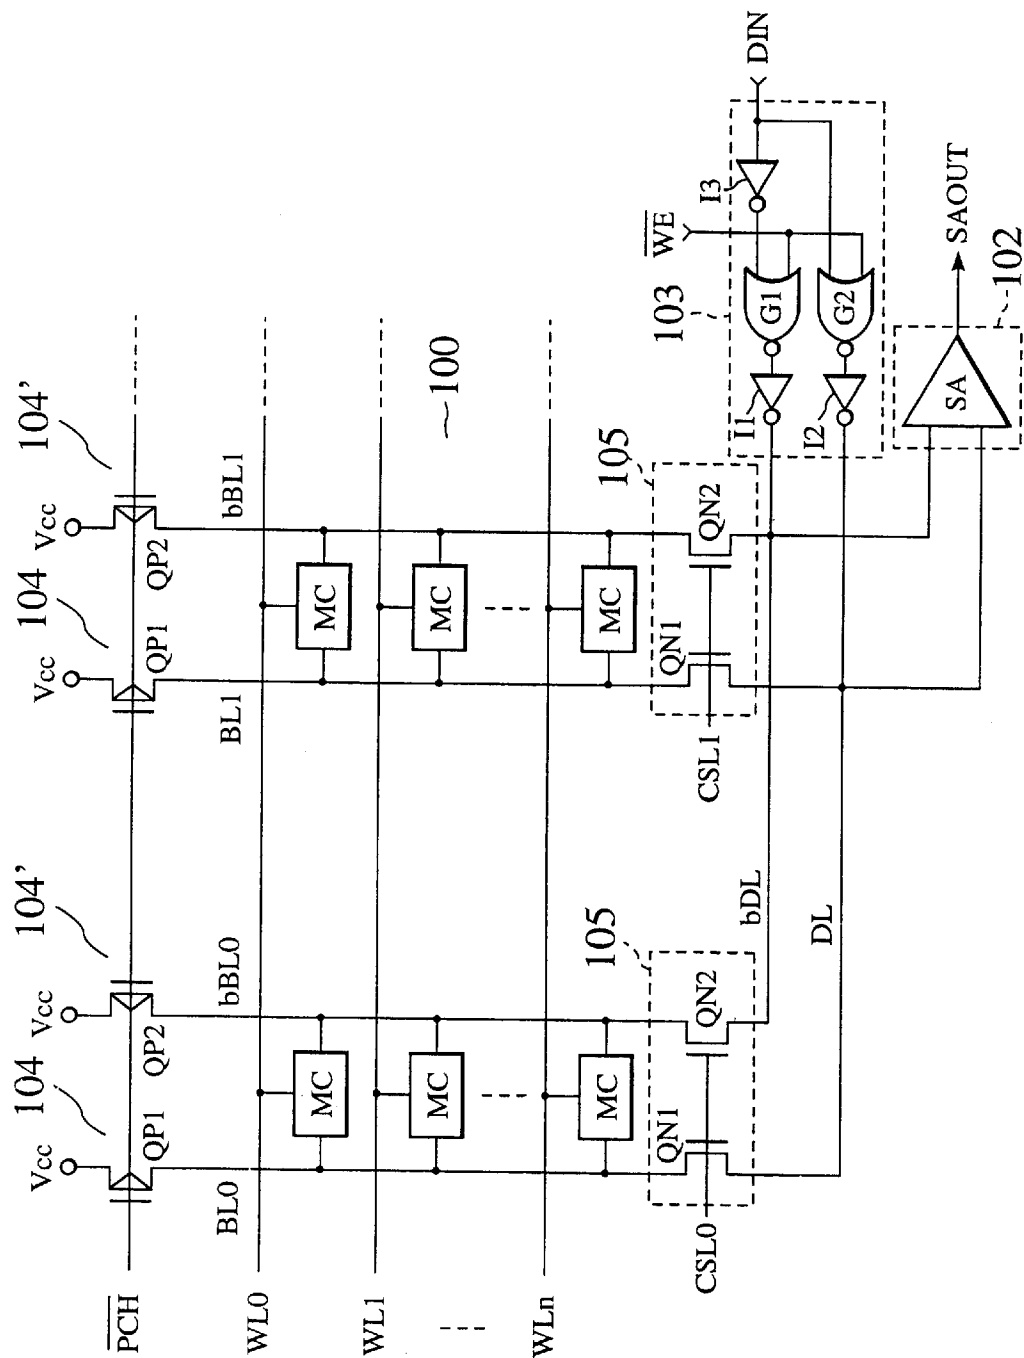 104 104' 104 104'
Vcc Vcc Vcc Vcc
PCH QP1 QP2 QP1 QP2
BL0 bBL0 BL1 bBL1
WL0
MC MC
100
WL1
MC MC
WLn
MC MC
105 105
QN1 QN2 QN1 QN2
CSL0 CSL1
WE
I3
DIN
103
bDL I1 G1
DL I2 G2
SA
SAOUT
102